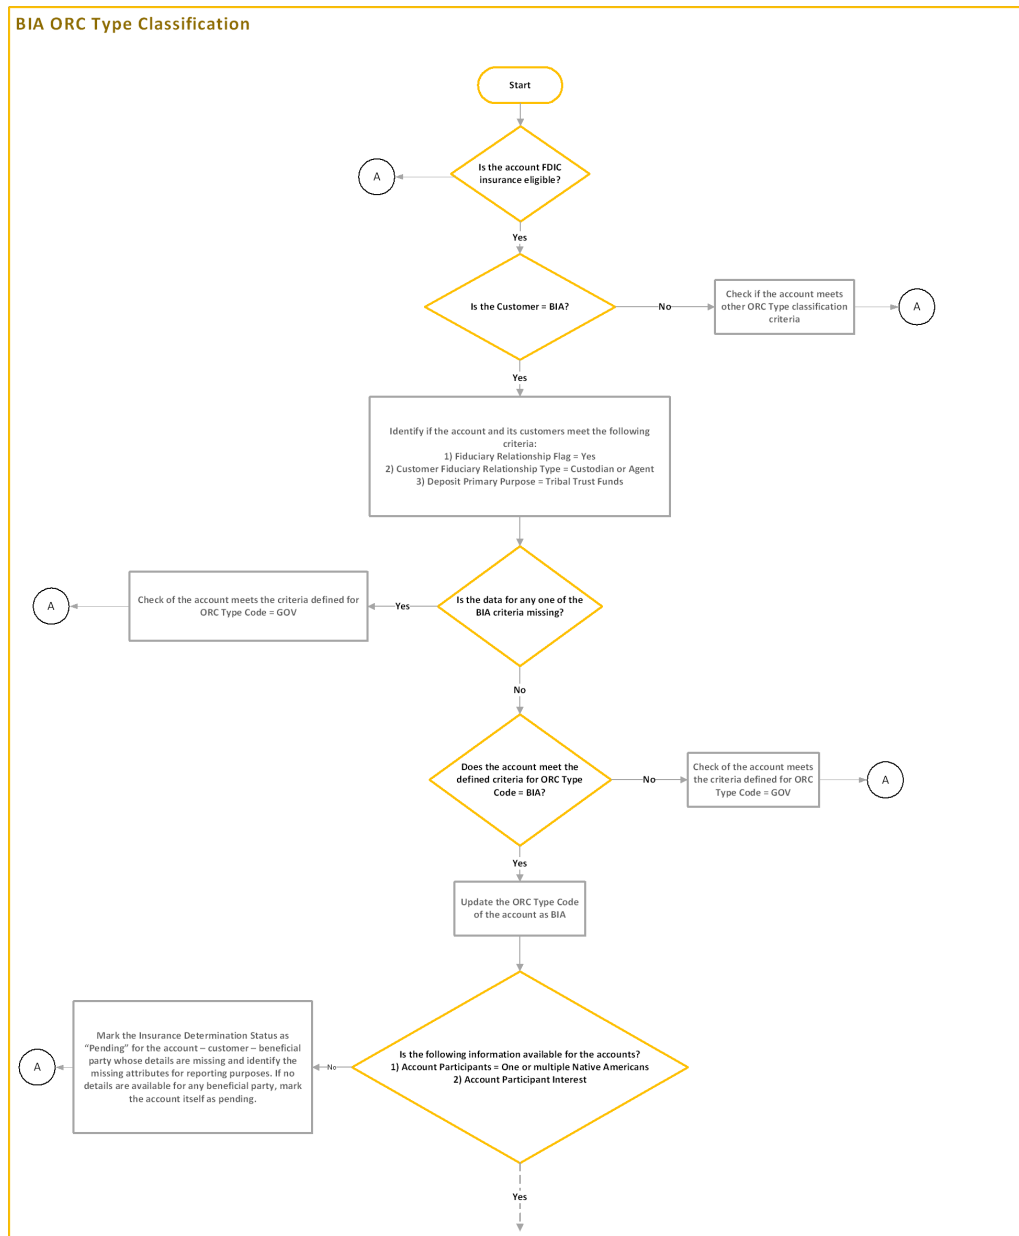 BIA ORC Type Classification
Start
Is the account FDIC
insurance eligible?
A
Yes
Is the Customer = BIA?
No
Check if the account meets
other ORC Type classification
criteria
A
Yes
Identify if the account and its customers meet the following
criteria:
1) Fiduciary Relationship Flag = Yes
2) Customer Fiduciary Relationship Type = Custodian or Agent
3) Deposit Primary Purpose = Tribal Trust Funds
Is the data for any one of the
BIA criteria missing?
Yes
Check of the account meets the criteria defined for
ORC Type Code = GOV
A
No
Does the account meet the
defined criteria for ORC Type
Code = BIA?
No
Check of the account meets
the criteria defined for ORC
Type Code = GOV
A
Yes
Update the ORC Type Code
of the account as BIA
Is the following information available for the accounts?
1) Account Participants = One or multiple Native Americans
2) Account Participant Interest
No
Mark the Insurance Determination Status as
“Pending” for the account – customer – beneficial
party whose details are missing and identify the
missing attributes for reporting purposes. If no
details are available for any beneficial party, mark
the account itself as pending.
A
Yes